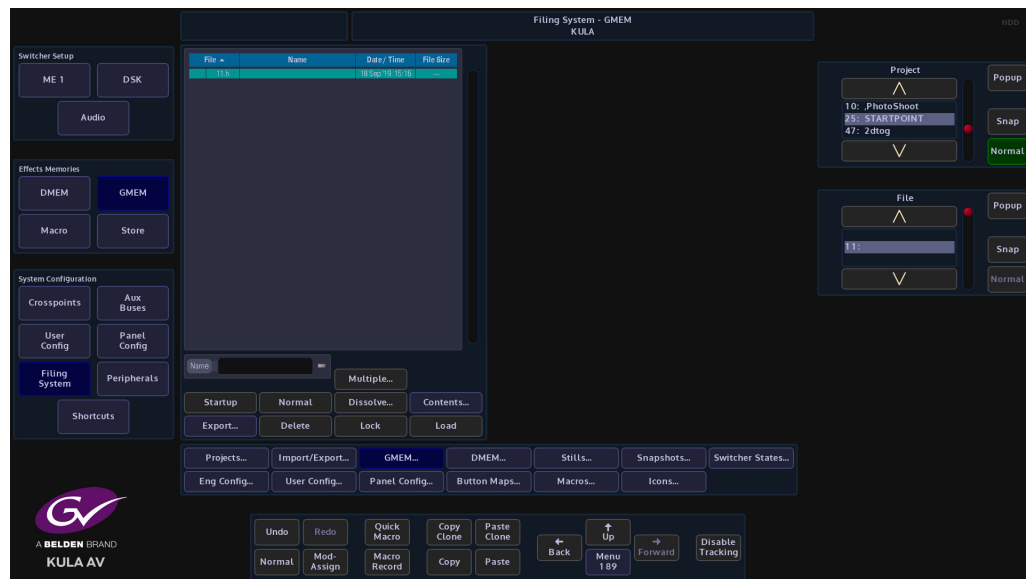 Filing System - GMEM
KULA
HDD
Switcher Setup
ME 1
DSK
Audio
Effects Memories
DMEM
GMEM
Macro
Store
System Configuration
Crosspoints
Aux
Buses
User
Config
Panel
Config
Filing
System
Peripherals
Shortcuts
File
Name
Date/Time
File Size
11.h
18 Sep '19 15:16
---
Name
Multiple...
Startup
Normal
Dissolve...
Contents...
Export...
Delete
Lock
Load
Project
10: ,PhotoShoot
25: STARTPOINT
47: 2dtog
Popup
Snap
Normal
File
11:
Popup
Snap
Normal
Projects...
Import/Export...
GMEM...
DMEM...
Stills...
Snapshots...
Switcher States...
Eng Config...
User Config...
Panel Config...
Button Maps...
Macros...
Icons...
GV
A BELDEN BRAND
KULA AV
Undo
Redo
Quick
Macro
Copy
Clone
Paste
Clone
Normal
Mod-
Assign
Macro
Record
Copy
Paste
Back
Up
Menu
189
Forward
Disable
Tracking